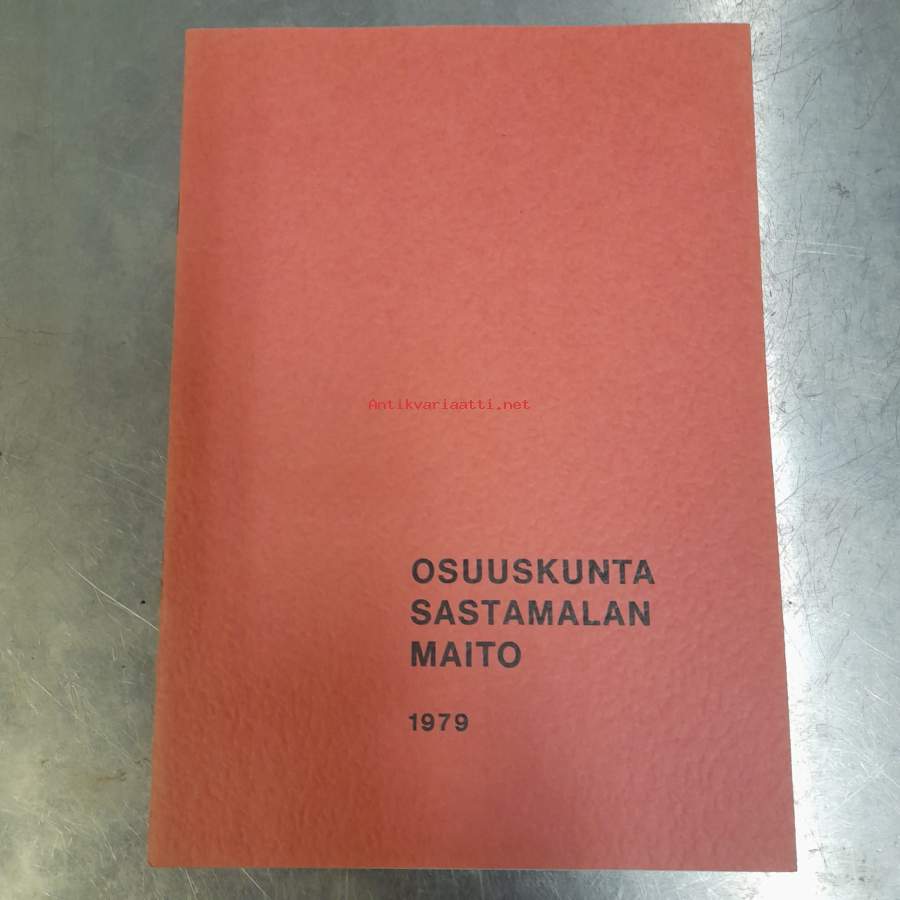 Antikvariaatti.net
OSUUSKUNTA
SASTAMALAN
MAITO
1979